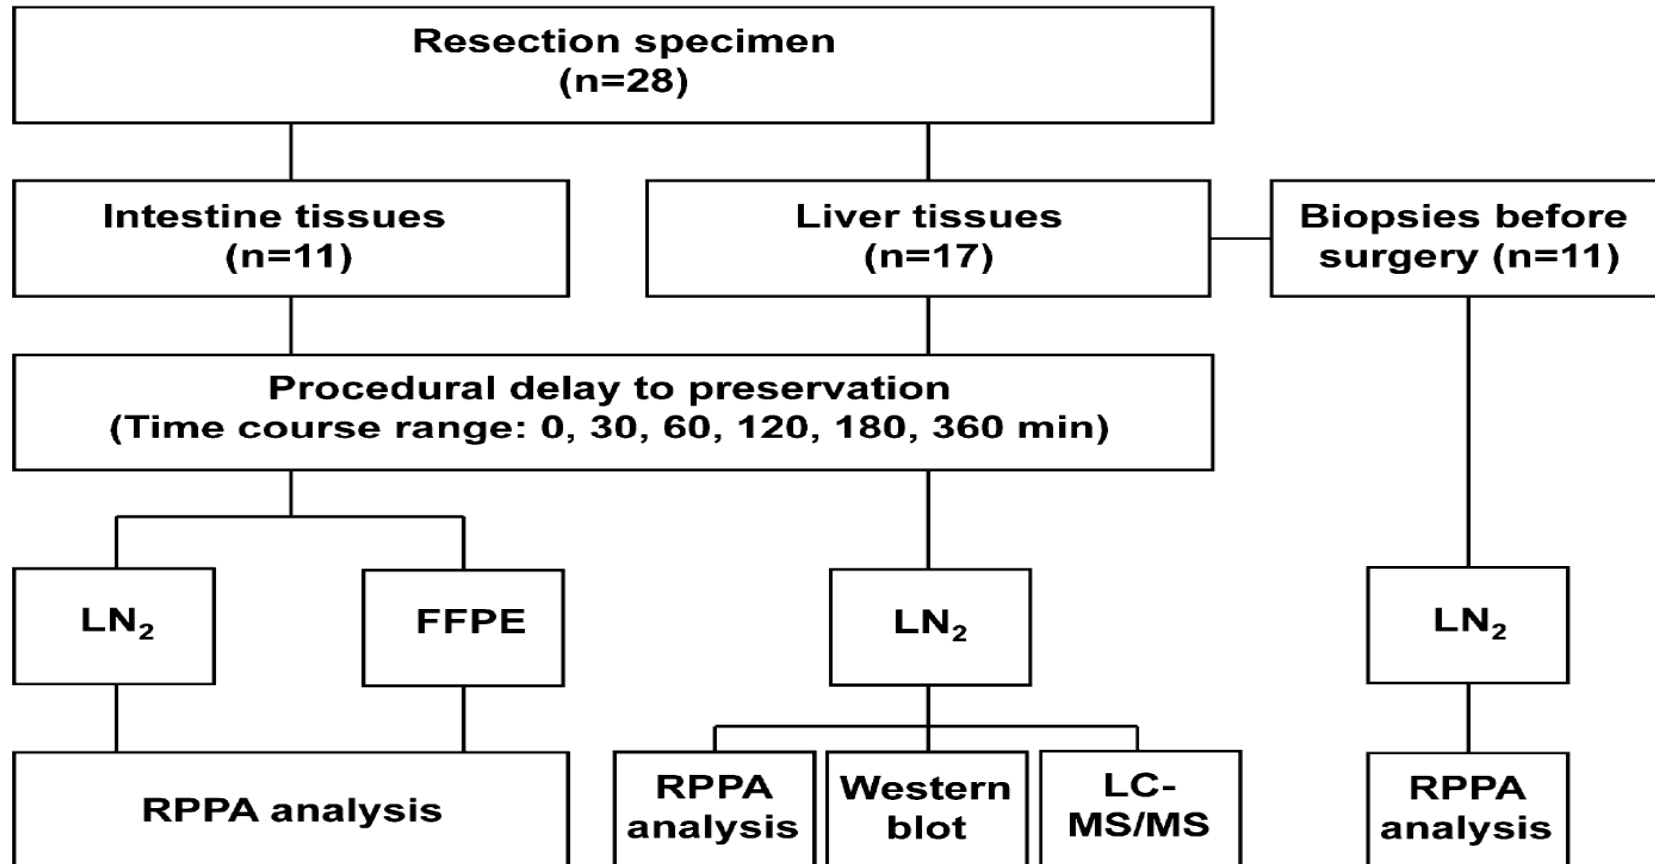 Resection specimen
(n=28)
Intestine tissues
(n=11)
Liver tissues
(n=17)
Biopsies before
surgery (n=11)
Procedural delay to preservation
(Time course range: 0, 30, 60, 120, 180, 360 min)
LN₂
FFPE
LN₂
LN₂
RPPA analysis
RPPA
analysis
Western
blot
LC-
MS/MS
RPPA
analysis